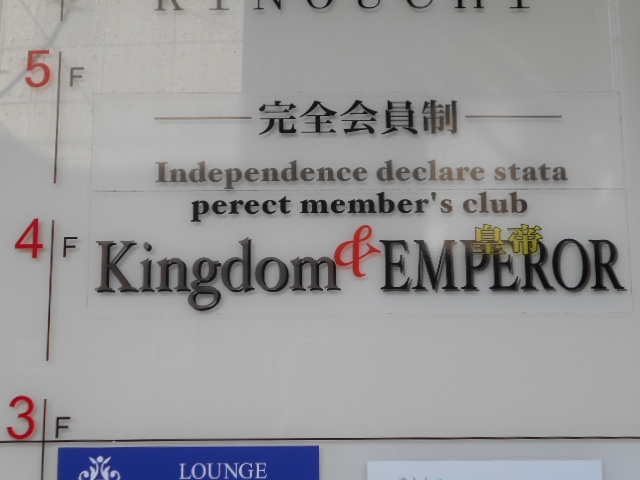 KINOUCHI
5F
完全会員制
Independence declare stata
perect member's club
4F
皇帝
Kingdom & EMPEROR
3F
LOUNGE